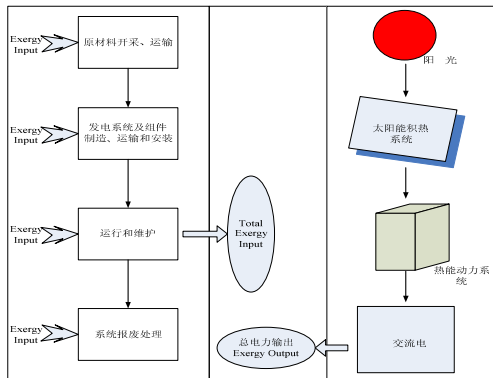 Exergy
Input
原材料开采、运输
Exergy
Input
发电系统及组件
制造、运输和安装
Exergy
Input
运行和维护
Exergy
Input
系统报废处理
Total
Exergy
Input
总电力输出
Exergy Output
阳 光
太阳能积热
系统
热能动力系
统
交流电